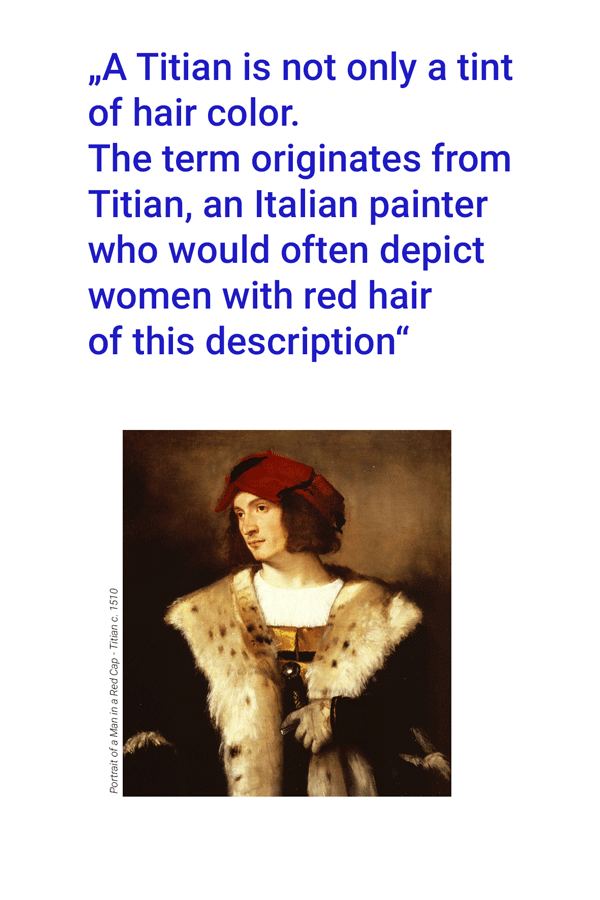 „A Titian is not only a tint
of hair color.
The term originates from
Titian, an Italian painter
who would often depict
women with red hair
of this description“
Portrait of a Man in a Red Cap - Titian c. 1510